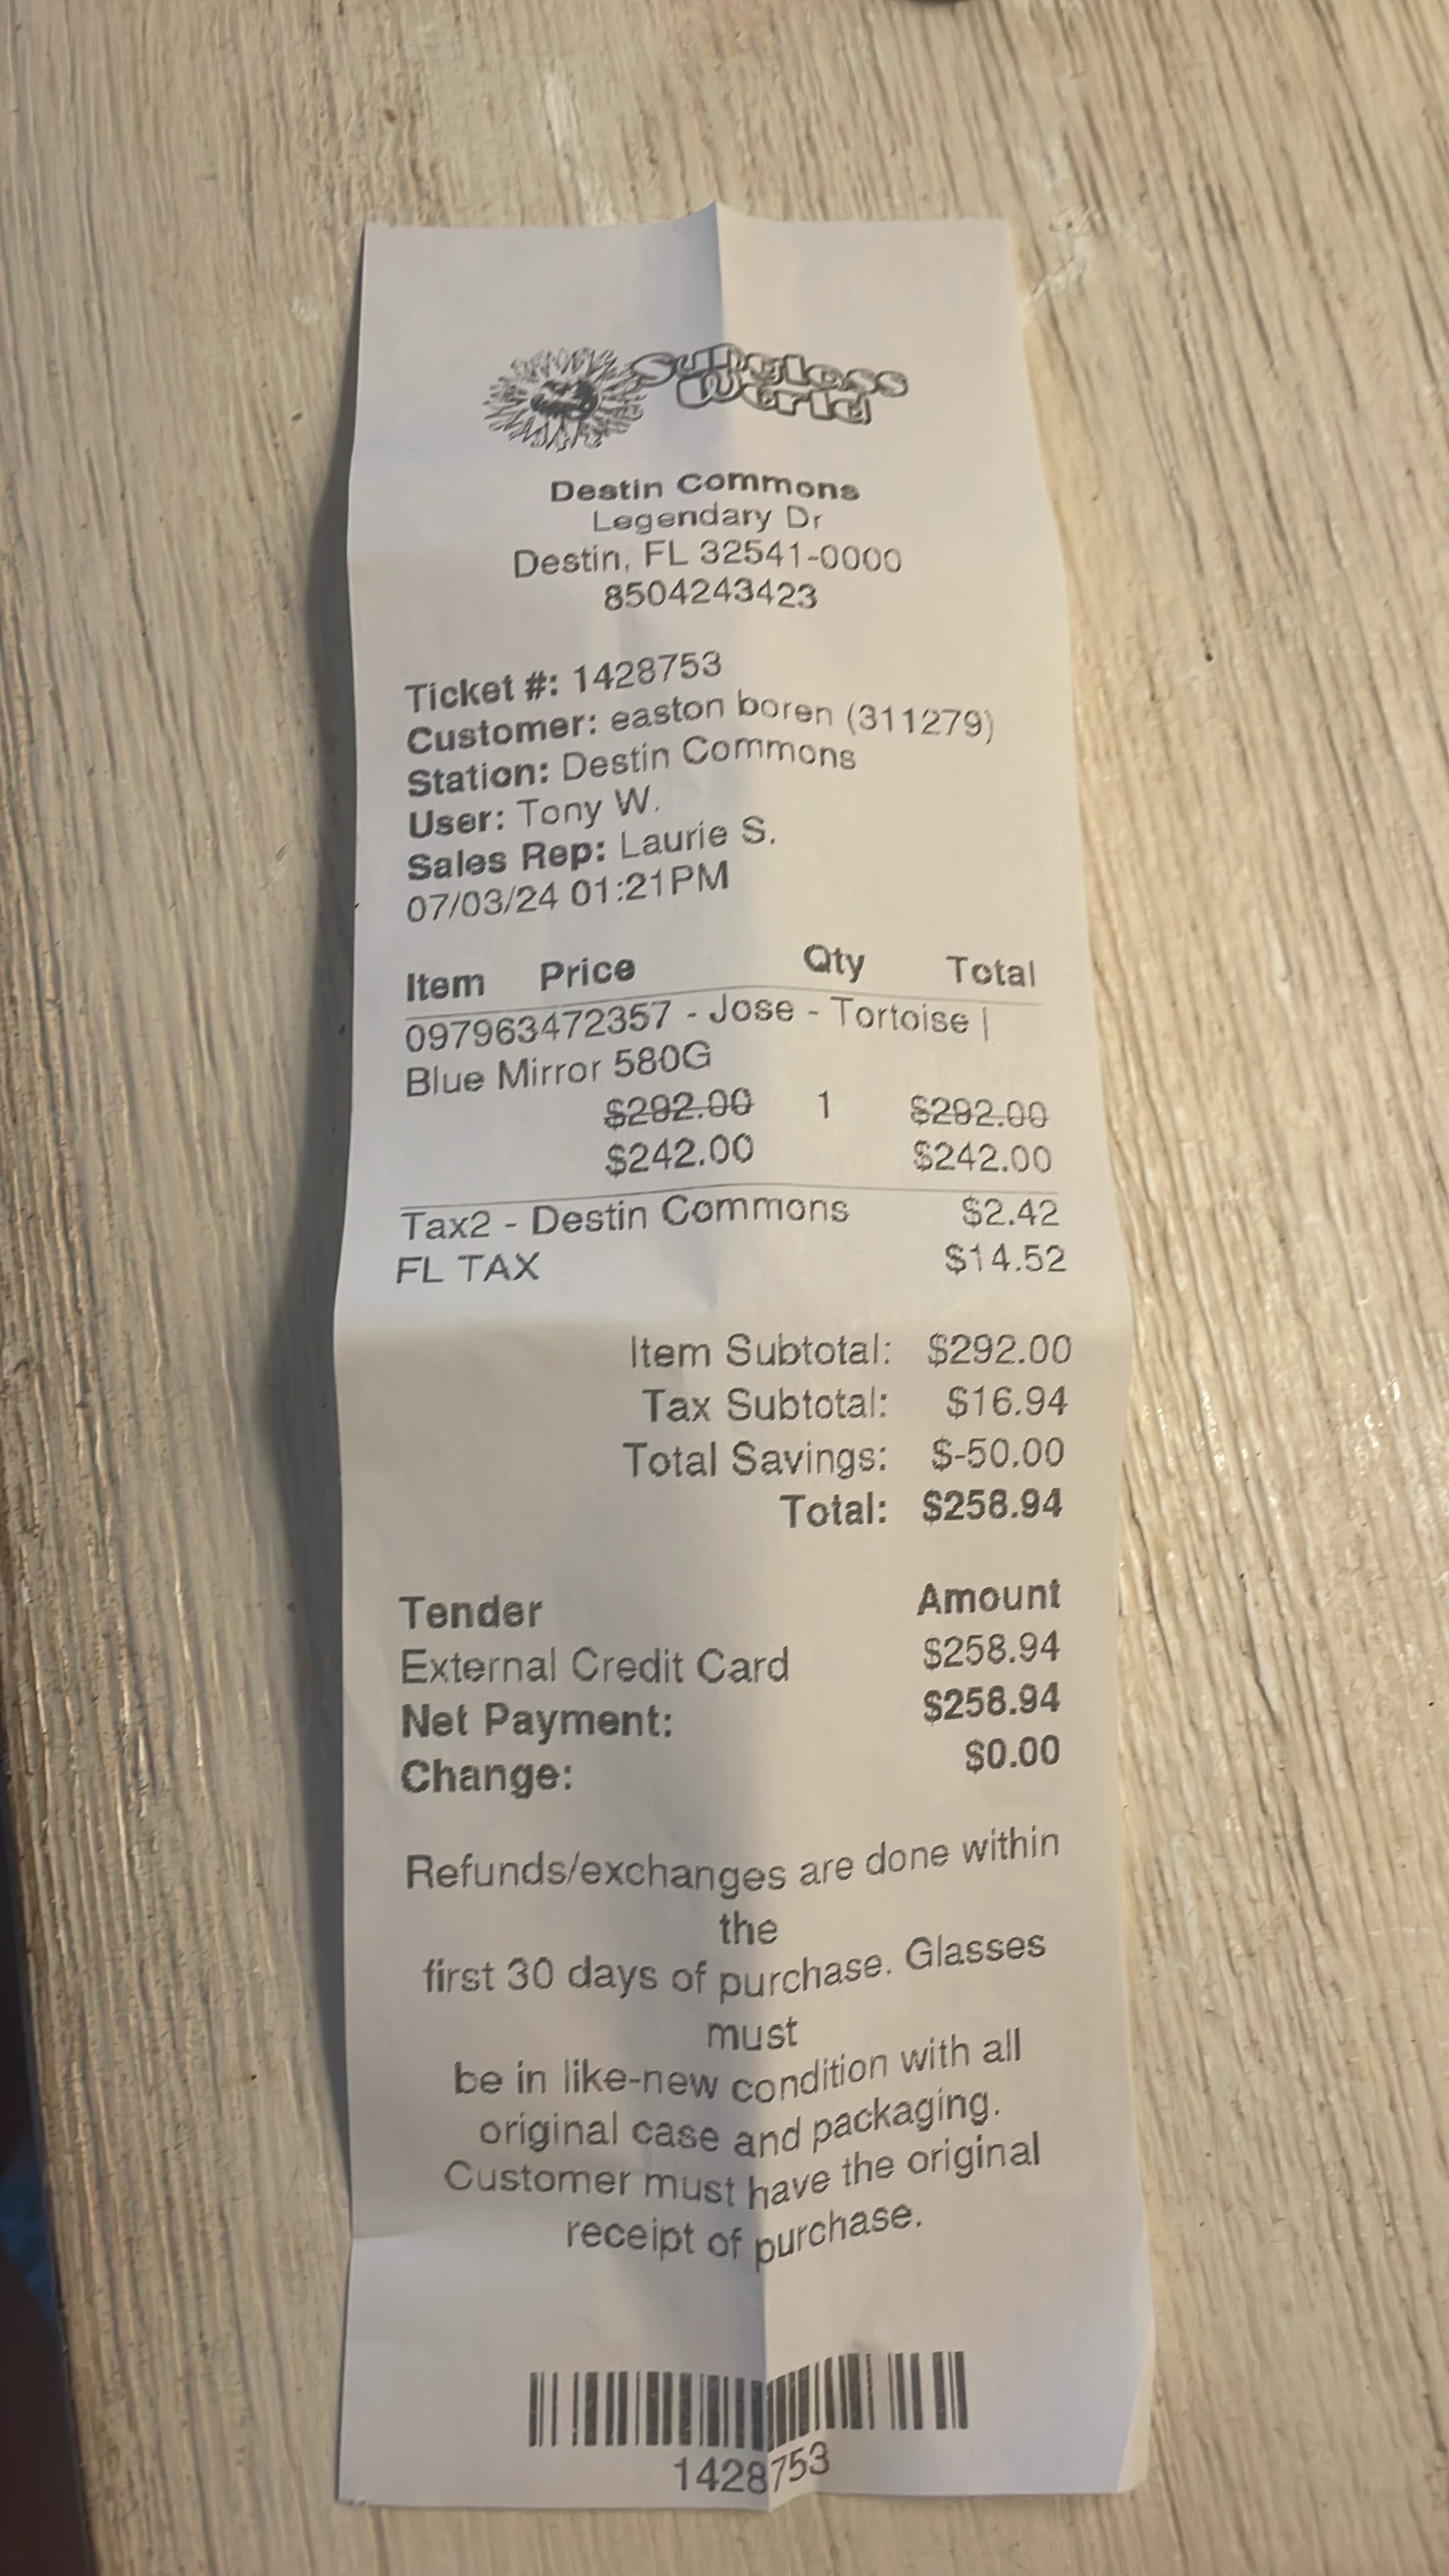 Sunglass
World
Destin Commons
Legendary Dr
Destin, FL 32541-0000
8504243423
Ticket #: 1428753
Customer: easton boren (311279)
Station: Destin Commons
User: Tony W.
Sales Rep: Laurie S.
07/03/24 01:21PM
Item Price Qty Total
097963472357 - Jose - Tortoise |
Blue Mirror 580G
$292.00 1 $292.00
$242.00 $242.00
Tax2 - Destin Commons $2.42
FL TAX $14.52
Item Subtotal: $292.00
Tax Subtotal: $16.94
Total Savings: $-50.00
Total: $258.94
Tender Amount
External Credit Card $258.94
Net Payment: $258.94
Change: $0.00
Refunds/exchanges are done within
the
first 30 days of purchase. Glasses
must
be in like-new condition with all
original case and packaging.
Customer must have the original
receipt of purchase.
1428753